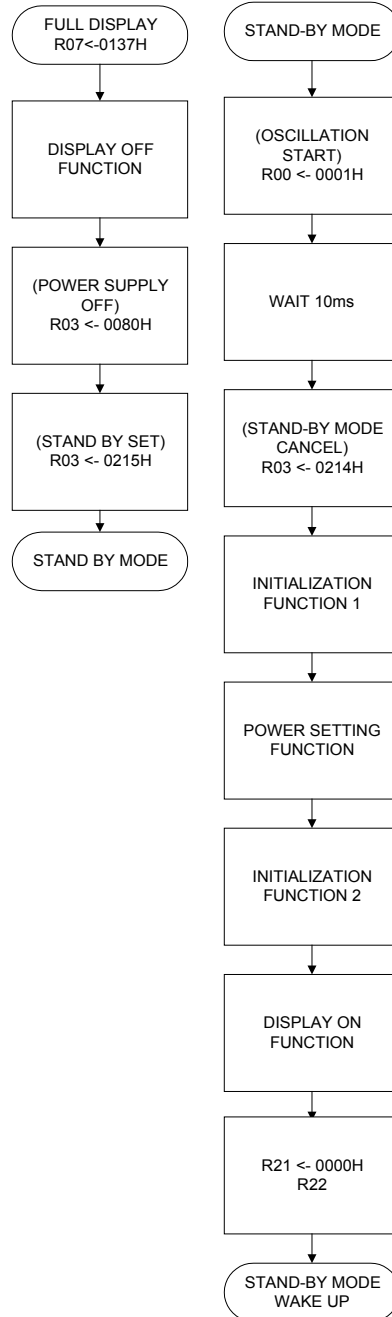 FULL DISPLAY
R07<-0137H
DISPLAY OFF
FUNCTION
(POWER SUPPLY
OFF)
R03 <- 0080H
(STAND BY SET)
R03 <- 0215H
STAND BY MODE
STAND-BY MODE
(OSCILLATION
START)
R00 <- 0001H
WAIT 10ms
(STAND-BY MODE
CANCEL)
R03 <- 0214H
INITIALIZATION
FUNCTION 1
POWER SETTING
FUNCTION
INITIALIZATION
FUNCTION 2
DISPLAY ON
FUNCTION
R21 <- 0000H
R22
STAND-BY MODE
WAKE UP